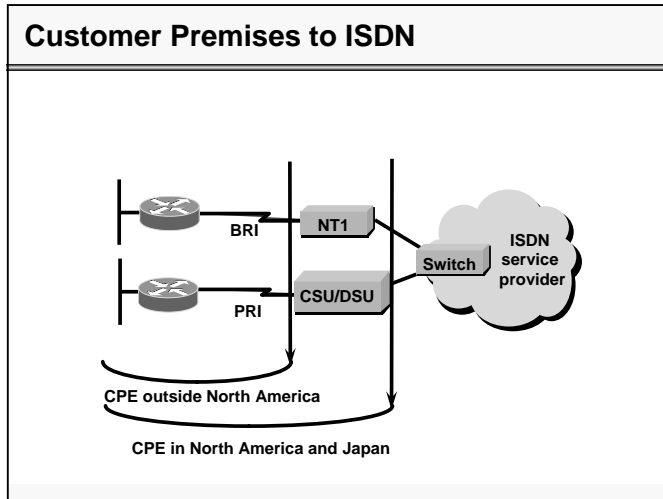 Customer Premises to ISDN
BRI
NT1
ISDN
service
provider
Switch
PRI
CSU/DSU
CPE outside North America
CPE in North America and Japan